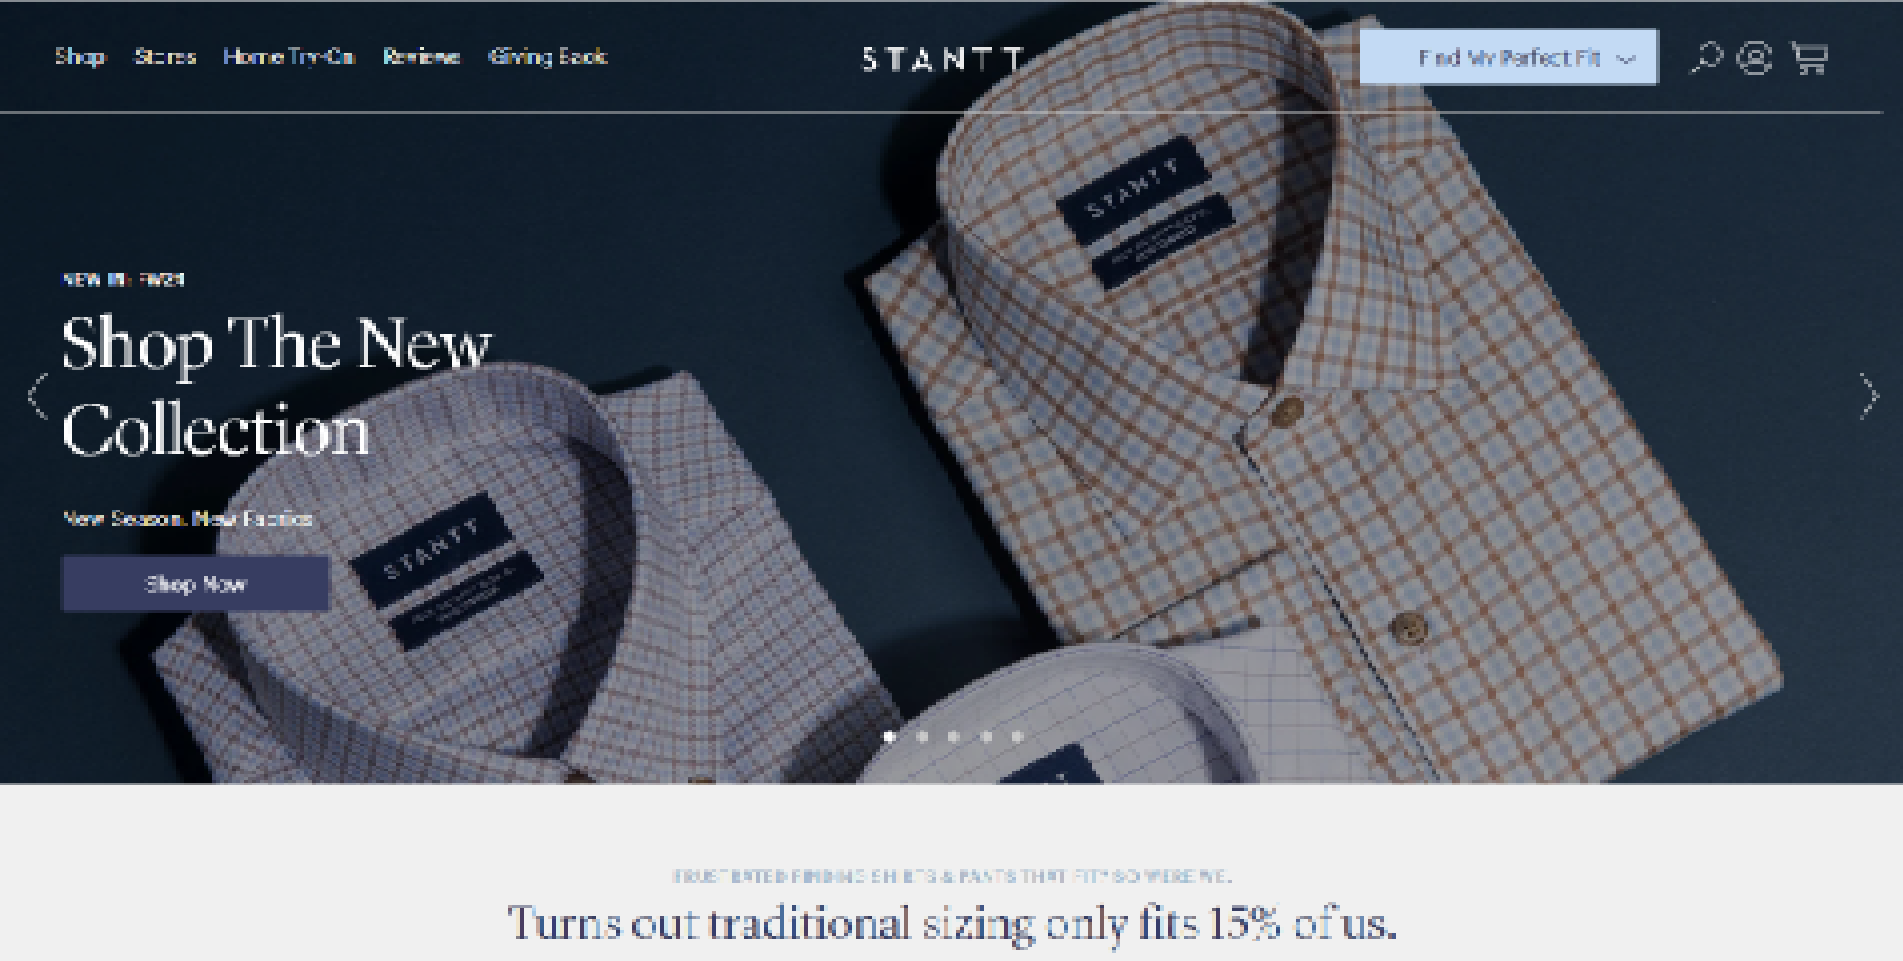 Shop Stores Home Try-On Reviews Giving Back
STANTT
Find My Perfect Fit
STANTT
NEW IN: FW24
Shop The New
Collection
New Season. New Fabrics
Shop Now
STANTT
FRUSTRATED FINDING SHIRTS & PANTS THAT FIT? SO WERE WE.
Turns out traditional sizing only fits 15% of us.